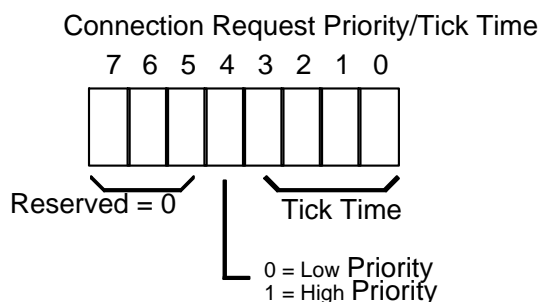 Connection Request Priority/Tick Time
7 6 5 4 3 2 1 0
Reserved = 0
Tick Time
0 = Low Priority
1 = High Priority